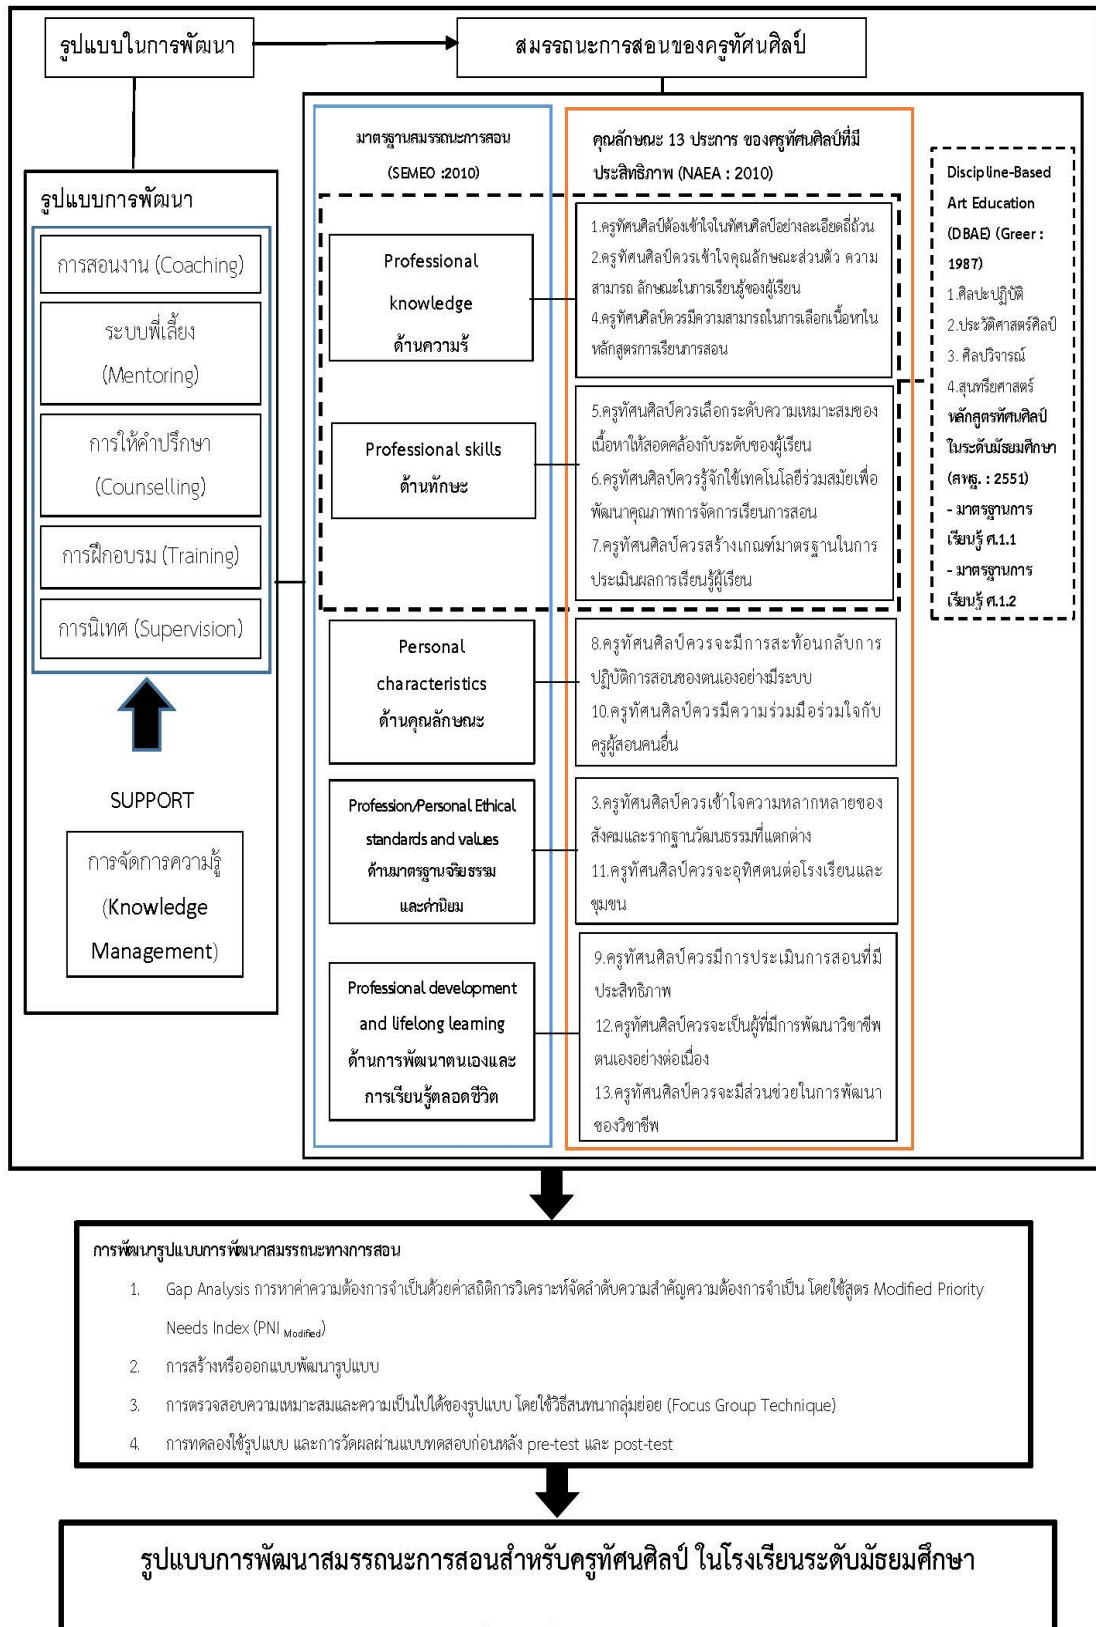 รูปแบบในการพัฒนา
สมรรถนะการสอนของครูทัศนศิลป์
รูปแบบการพัฒนา
การสอนงาน (Coaching)
ระบบพี่เลี้ยง
(Mentoring)
การให้คำปรึกษา
(Counselling)
การฝึกอบรม (Training)
การนิเทศ (Supervision)
SUPPORT
การจัดการความรู้
(Knowledge
Management)
มาตรฐานสมรรถนะการสอน
(SEMEO :2010)
Professional
knowledge
ด้านความรู้
Professional skills
ด้านทักษะ
Personal
characteristics
ด้านคุณลักษณะ
Profession/Personal Ethical
standards and values
ด้านมาตรฐานจริยธรรม
และค่านิยม
Professional development
and lifelong learning
ด้านการพัฒนาตนเองและ
การเรียนรู้ตลอดชีวิต
คุณลักษณะ 13 ประการ ของครูทัศนศิลป์ที่มี
ประสิทธิภาพ (NAEA : 2010)
1.ครูทัศนศิลป์ต้องเข้าใจในทัศนศิลป์อย่างละเอียดถี่ถ้วน
2.ครูทัศนศิลป์ควรเข้าใจคุณลักษณะส่วนตัว ความ
สามารถ ลักษณะในการเรียนรู้ของผู้เรียน
4.ครูทัศนศิลป์ควรมีความสามารถในการเลือกเนื้อหาใน
หลักสูตรการเรียนการสอน
5.ครูทัศนศิลป์ควรเลือกระดับความเหมาะสมของ
เนื้อหาให้สอดคล้องกับระดับของผู้เรียน
6.ครูทัศนศิลป์ควรรู้จักใช้เทคโนโลยีร่วมสมัยเพื่อ
พัฒนาคุณภาพการจัดการเรียนการสอน
7.ครูทัศนศิลป์ควรสร้างเกณฑ์มาตรฐานในการ
ประเมินผลการเรียนรู้ผู้เรียน
8.ครูทัศนศิลป์ควรจะมีการสะท้อนกลับการ
ปฏิบัติการสอนของตนเองอย่างมีระบบ
10.ครูทัศนศิลป์ควรมีความร่วมมือร่วมใจกับ
ครูผู้สอนคนอื่น
3.ครูทัศนศิลป์ควรเข้าใจความหลากหลายของ
สังคมและรากฐานวัฒนธรรมที่แตกต่าง
11.ครูทัศนศิลป์ควรจะอุทิศตนต่อโรงเรียนและ
ชุมชน
9.ครูทัศนศิลป์ควรมีการประเมินการสอนที่มี
ประสิทธิภาพ
12.ครูทัศนศิลป์ควรจะเป็นผู้ที่มีการพัฒนาวิชาชีพ
ตนเองอย่างต่อเนื่อง
13.ครูทัศนศิลป์ควรจะมีส่วนช่วยในการพัฒนา
ของวิชาชีพ
Discipline-Based
Art Education
(DBAE) (Greer :
1987)
1.ศิลปะปฏิบัติ
2.ประวัติศาสตร์ศิลป์
3. ศิลปวิจารณ์
4.สุนทรียศาสตร์
หลักสูตรทัศนศิลป์
ในระดับมัธยมศึกษา
(สพฐ. : 2551)
- มาตรฐานการ
เรียนรู้ ศ.1.1
- มาตรฐานการ
เรียนรู้ ศ.1.2
การพัฒนารูปแบบการพัฒนาสมรรถนะทางการสอน
1. Gap Analysis การหาค่าความต้องการจำเป็นด้วยค่าสถิติการวิเคราะห์จัดลำดับความสำคัญความต้องการจำเป็น โดยใช้สูตร Modified Priority
Needs Index (PNI Modified)
2. การสร้างหรือออกแบบพัฒนารูปแบบ
3. การตรวจสอบความเหมาะสมและความเป็นไปได้ของรูปแบบ โดยใช้วิธีสนทนากลุ่มย่อย (Focus Group Technique)
4. การทดลองใช้รูปแบบ และการวัดผลผ่านแบบทดสอบก่อนหลัง pre-test และ post-test
รูปแบบการพัฒนาสมรรถนะการสอนสำหรับครูทัศนศิลป์ ในโรงเรียนระดับมัธยมศึกษา